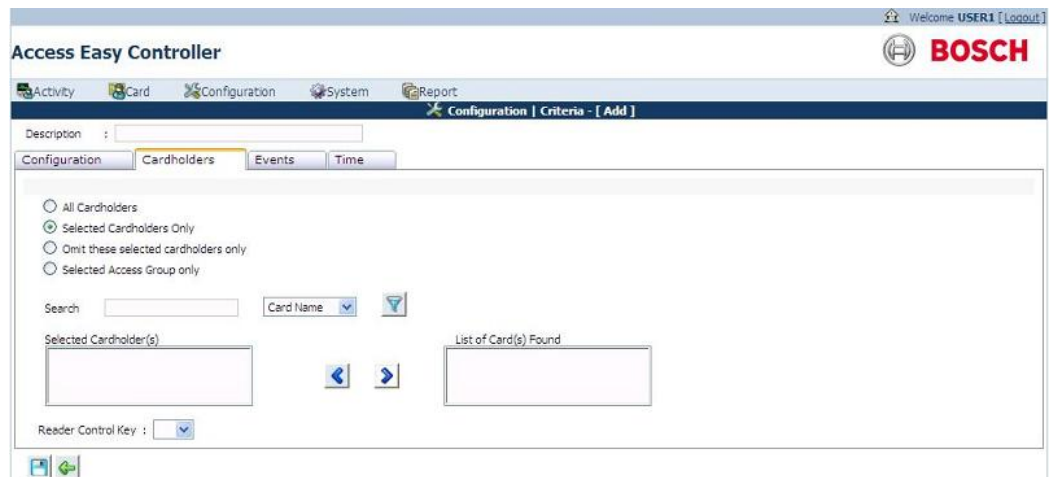 Welcome USER1 [ Logout ]
Access Easy Controller
BOSCH
Activity Card Configuration System Report
Configuration | Criteria - [ Add ]
Description :
Configuration Cardholders Events Time
All Cardholders
Selected Cardholders Only
Omit these selected cardholders only
Selected Access Group only
Search Card Name
Selected Cardholder(s) List of Card(s) Found
Reader Control Key :